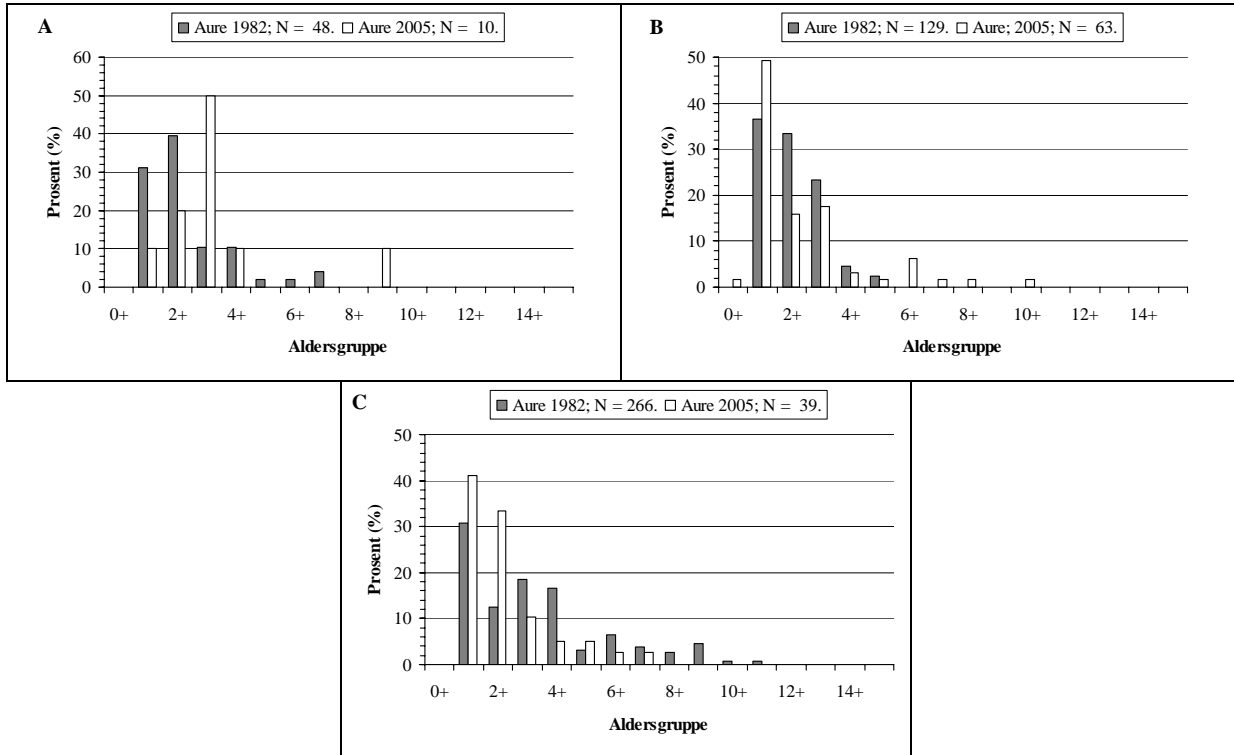 A
Aure 1982; N = 48. Aure 2005; N = 10.
60
50
40
30
20
10
0
Prosent (%)
0+ 2+ 4+ 6+ 8+ 10+ 12+ 14+
Aldersgruppe
B
Aure 1982; N = 129. Aure; 2005; N = 63.
50
40
30
20
10
0
Prosent (%)
0+ 2+ 4+ 6+ 8+ 10+ 12+ 14+
Aldersgruppe
C
Aure 1982; N = 266. Aure 2005; N = 39.
50
40
30
20
10
0
Prosent (%)
0+ 2+ 4+ 6+ 8+ 10+ 12+ 14+
Aldersgruppe